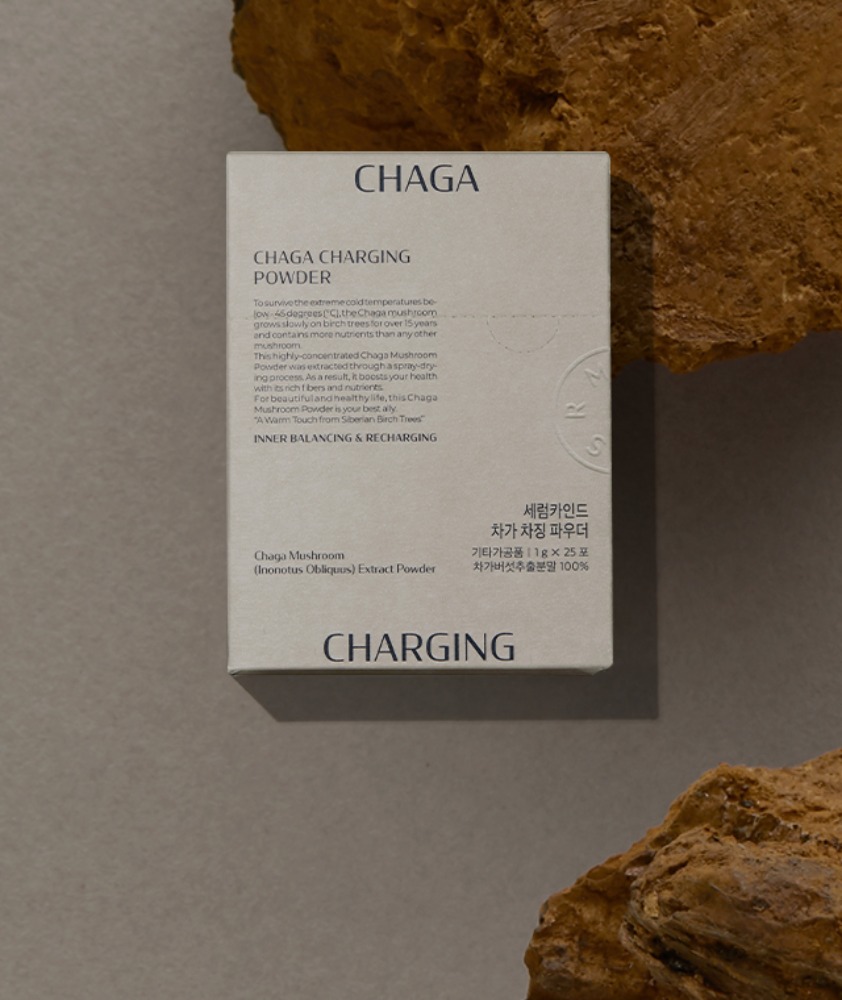 CHAGA
CHAGA CHARGING
POWDER
To survive the extreme cold temperatures be-
low -45 degrees (°C), the Chaga mushroom
grows slowly on birch trees for over 15 years
and contains more nutrients than any other
mushroom.
This highly-concentrated Chaga Mushroom
Powder was extracted through a spray-dry-
ing process. As a result, it boosts your health
with its rich fibers and nutrients.
For beautiful and healthy life, this Chaga
Mushroom Powder is your best ally.
"A Warm Touch from Siberian Birch Trees"
INNER BALANCING & RECHARGING
S R M
세럼카인드
차가 차징 파우더
기타가공품 | 1 g × 25 포
차가버섯추출분말 100%
Chaga Mushroom
(Inonotus Obliquus) Extract Powder
CHARGING